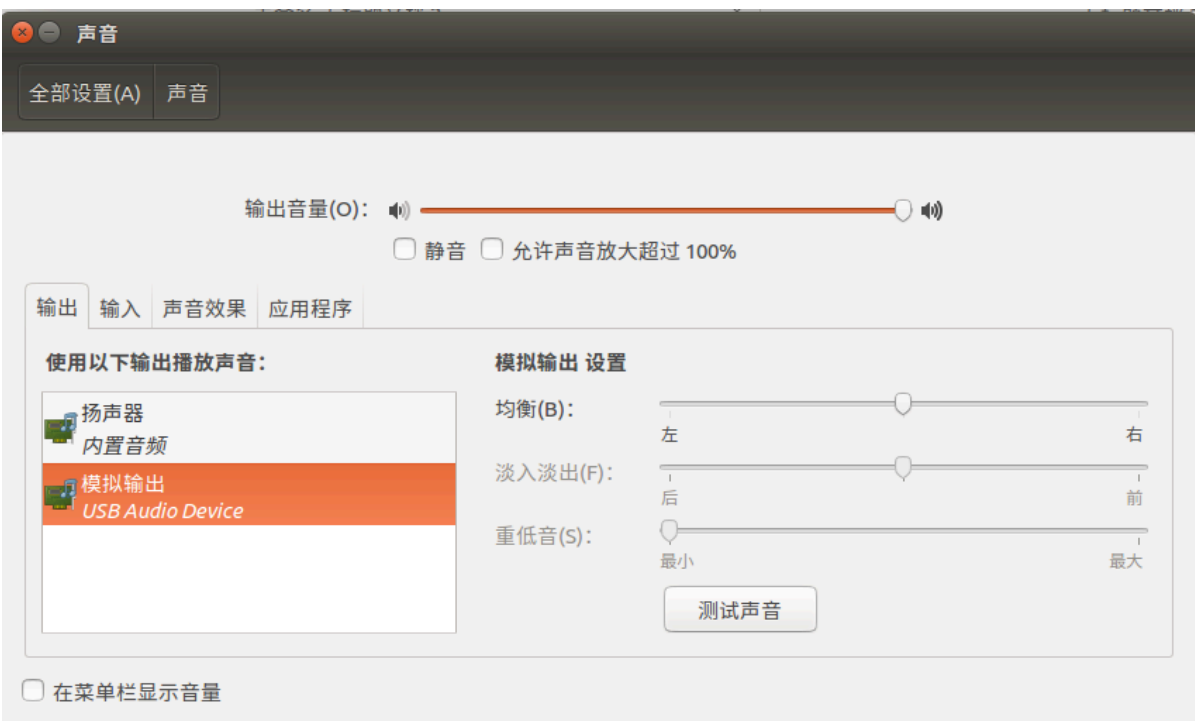 声音
全部设置(A) 声音
输出音量(O)：
静音 允许声音放大超过 100%
输出 输入 声音效果 应用程序
使用以下输出播放声音：
扬声器
内置音频
模拟输出
USB Audio Device
模拟输出 设置
均衡(B)：
左 右
淡入淡出(F)：
后 前
重低音(S)：
最小 最大
测试声音
在菜单栏显示音量